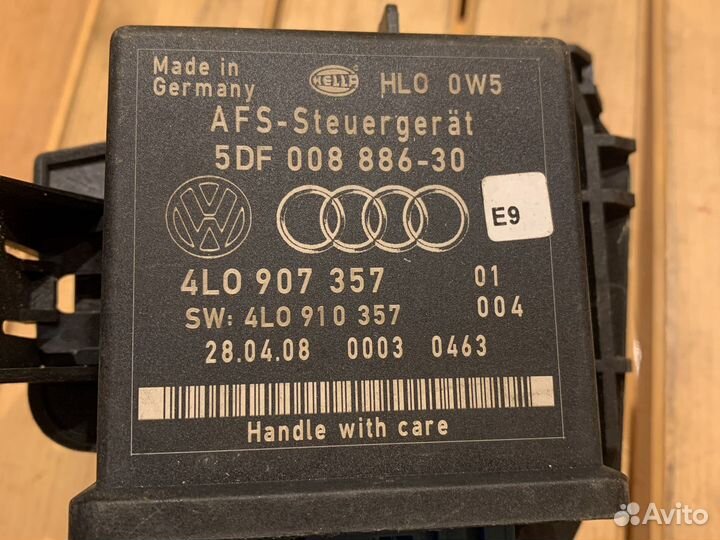 Made in
Germany
HELLA
HLO 0W5
AFS-Steuergerät
5DF 008 886-30
E9
4L0 907 357 01
SW: 4L0 910 357 004
28.04.08 0003 0463
Handle with care
Avito